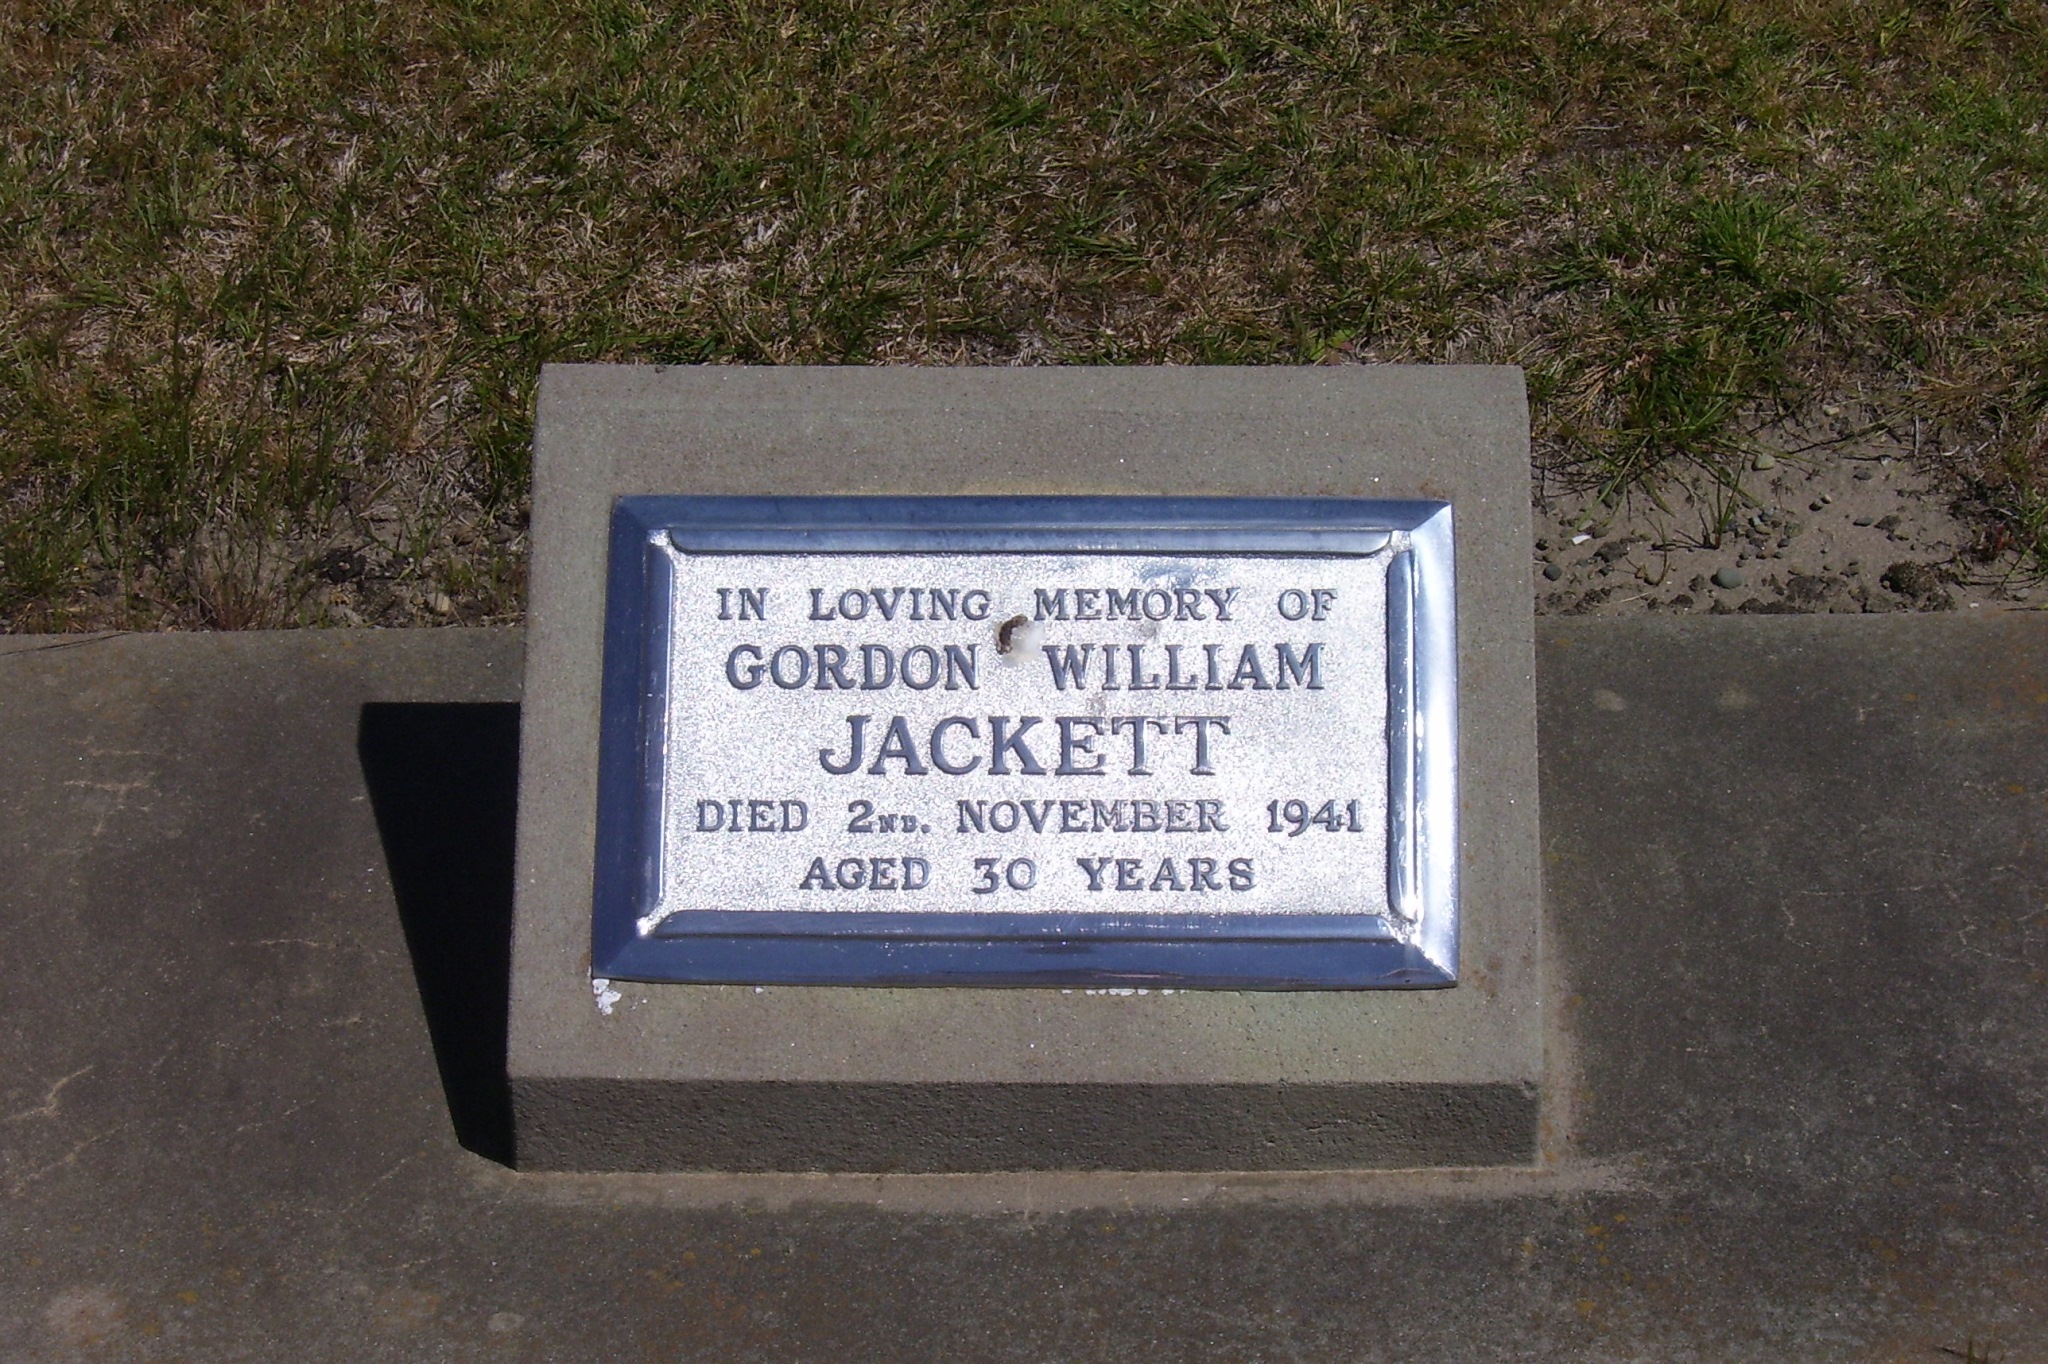 IN LOVING MEMORY OF
GORDON WILLIAM
JACKETT
DIED 2ND. NOVEMBER 1941
AGED 30 YEARS